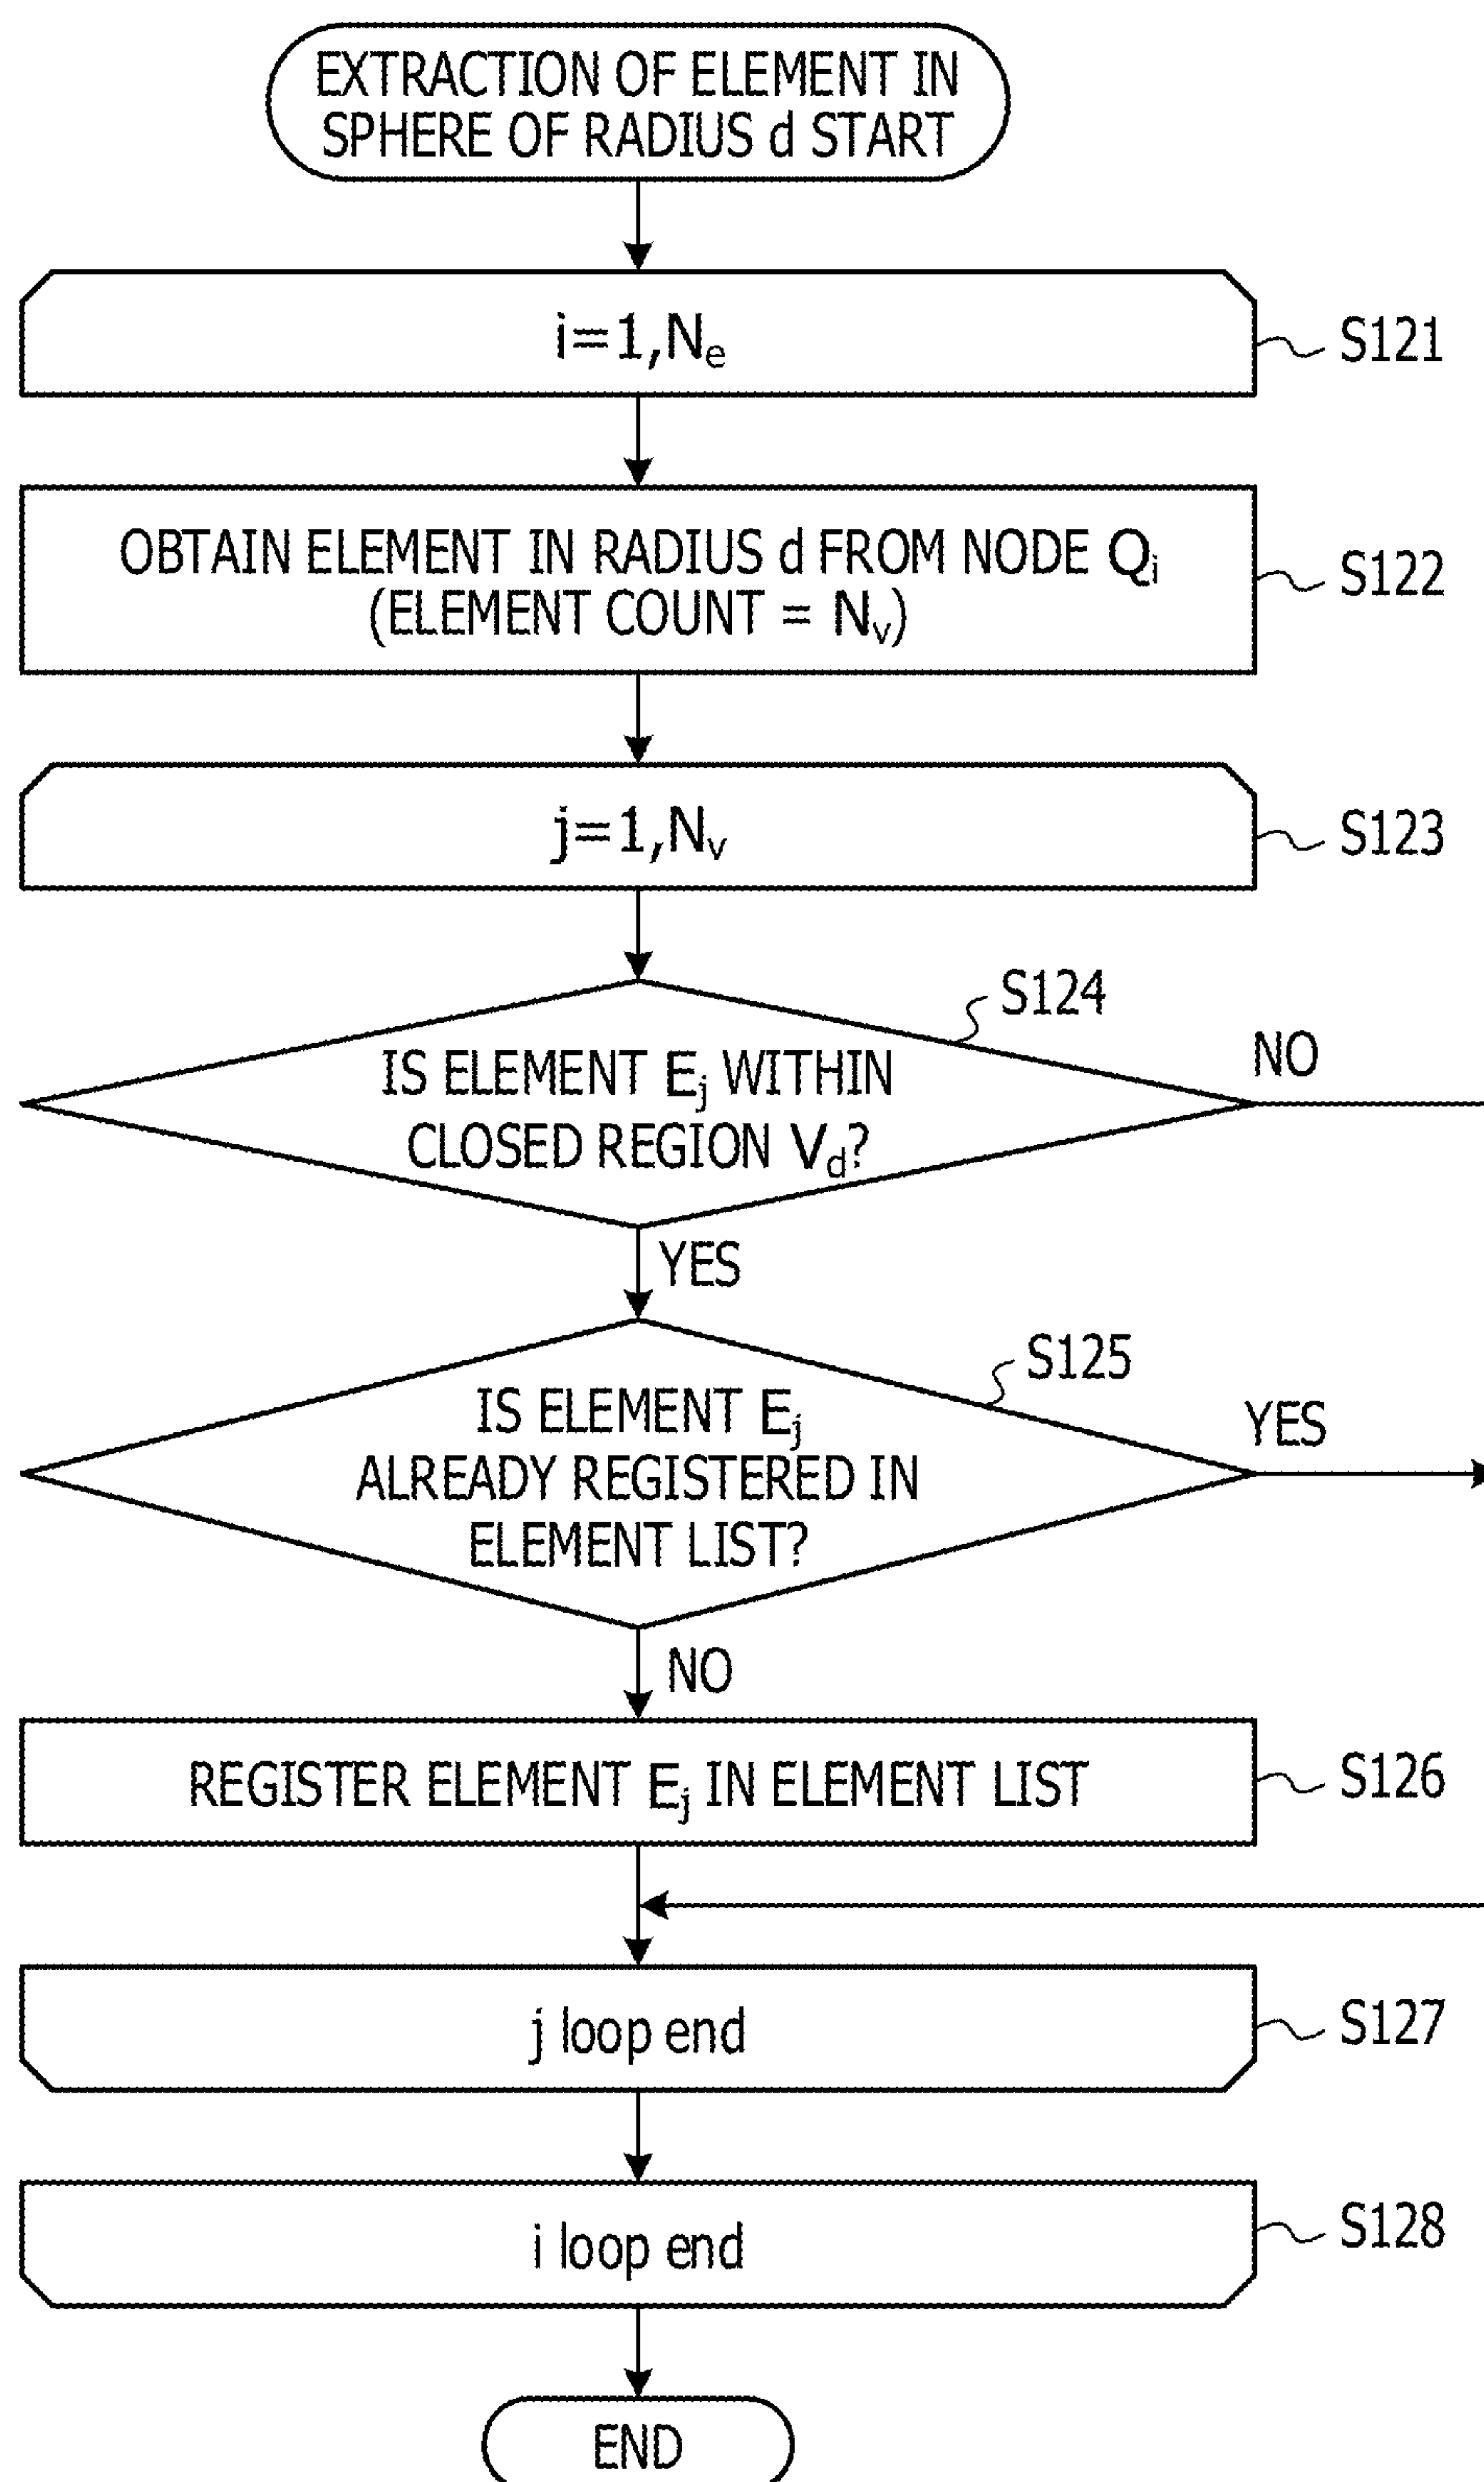 EXTRACTION OF ELEMENT IN
SPHERE OF RADIUS d START
i=1,Ne
S121
OBTAIN ELEMENT IN RADIUS d FROM NODE Qi
(ELEMENT COUNT = Nv)
S122
j=1,Nv
S123
S124
IS ELEMENT Ej WITHIN
CLOSED REGION Vd?
NO
YES
S125
IS ELEMENT Ej
ALREADY REGISTERED IN
ELEMENT LIST?
YES
NO
REGISTER ELEMENT Ej IN ELEMENT LIST
S126
j loop end
S127
i loop end
S128
END